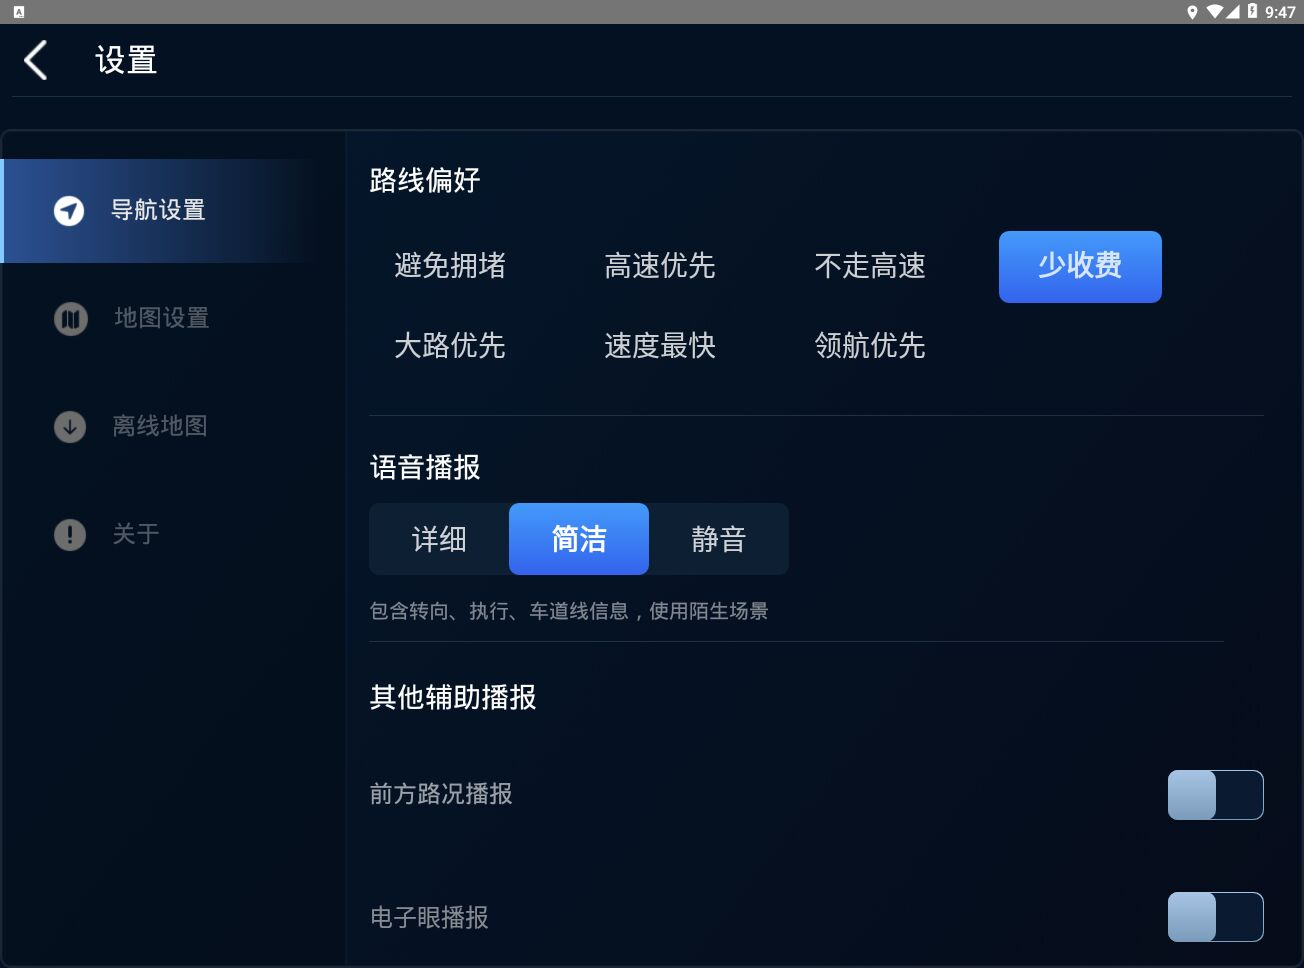 A
9:47
设置
导航设置
地图设置
离线地图
关于
路线偏好
避免拥堵 高速优先 不走高速 少收费
大路优先 速度最快 领航优先
语音播报
详细 简洁 静音
包含转向、执行、车道线信息，使用陌生场景
其他辅助播报
前方路况播报
电子眼播报